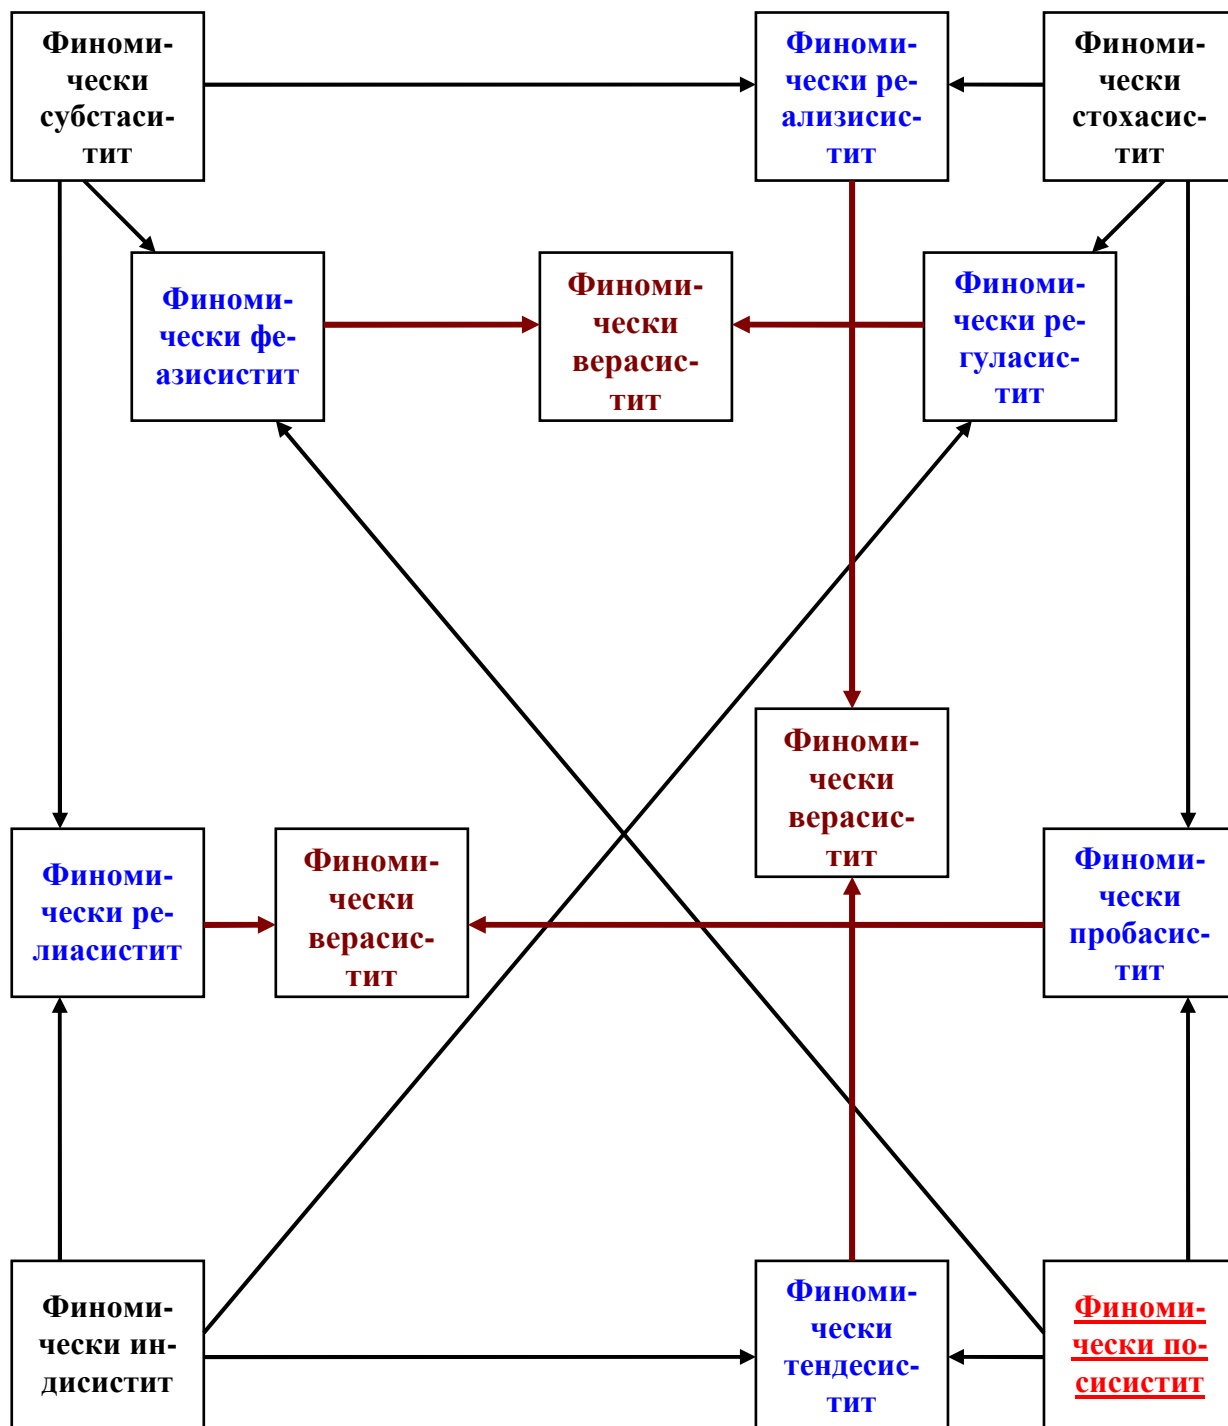 Финоми-
чески
субстаси-
тит
Финоми-
чески ре-
ализисис-
тит
Финоми-
чески
стохасис-
тит
Финоми-
чески фе-
азисистит
Финоми-
чески
верасис-
тит
Финоми-
чески ре-
гуласис-
тит
Финоми-
чески
верасис-
тит
Финоми-
чески ре-
лиасистит
Финоми-
чески
верасис-
тит
Финоми-
чески
пробасис-
тит
Финоми-
чески ин-
дисистит
Финоми-
чески
тендесис-
тит
Финоми-
чески по-
сисистит